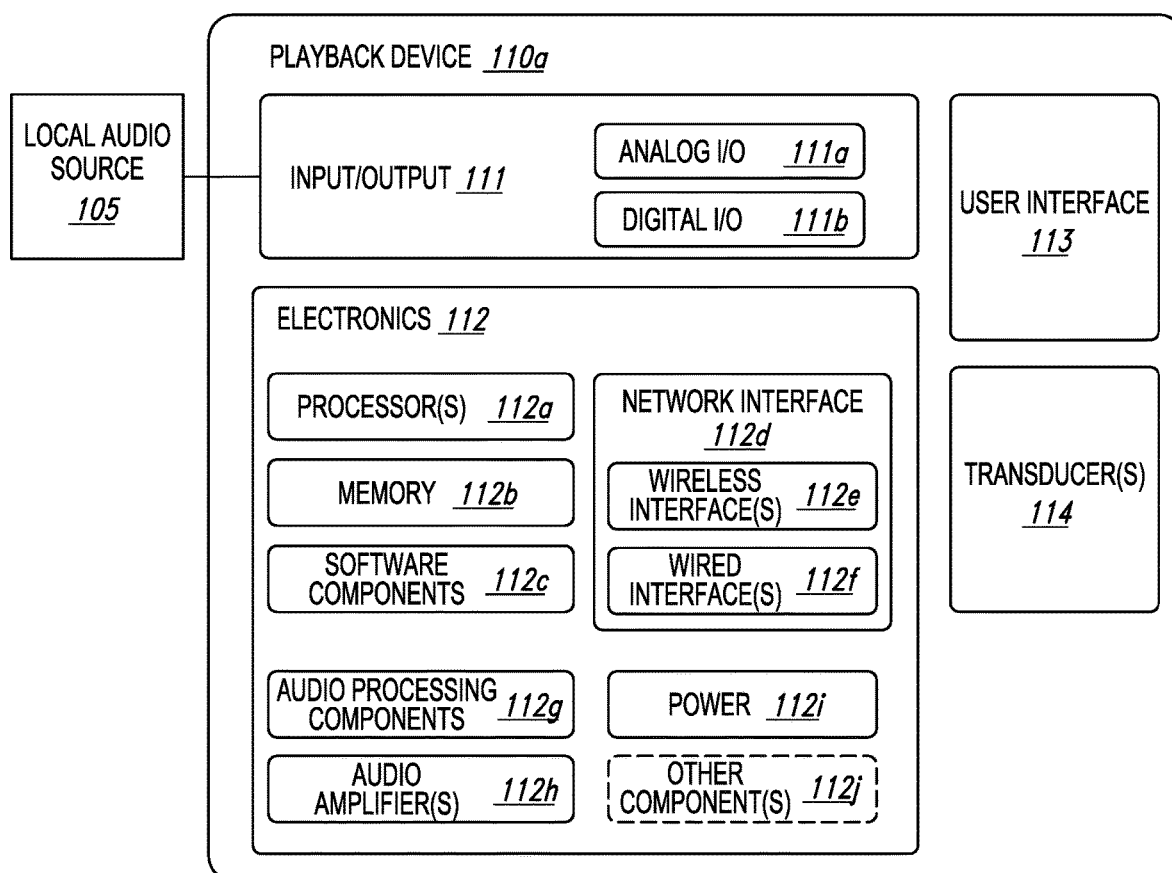 PLAYBACK DEVICE 110a
LOCAL AUDIO
SOURCE
105
INPUT/OUTPUT 111
ANALOG I/O 111a
DIGITAL I/O 111b
USER INTERFACE
113
ELECTRONICS 112
PROCESSOR(S) 112a
MEMORY 112b
SOFTWARE
COMPONENTS 112c
NETWORK INTERFACE
112d
WIRELESS
INTERFACE(S) 112e
WIRED
INTERFACE(S) 112f
TRANSDUCER(S)
114
AUDIO PROCESSING
COMPONENTS 112g
POWER 112i
AUDIO
AMPLIFIER(S) 112h
OTHER
COMPONENT(S) 112j